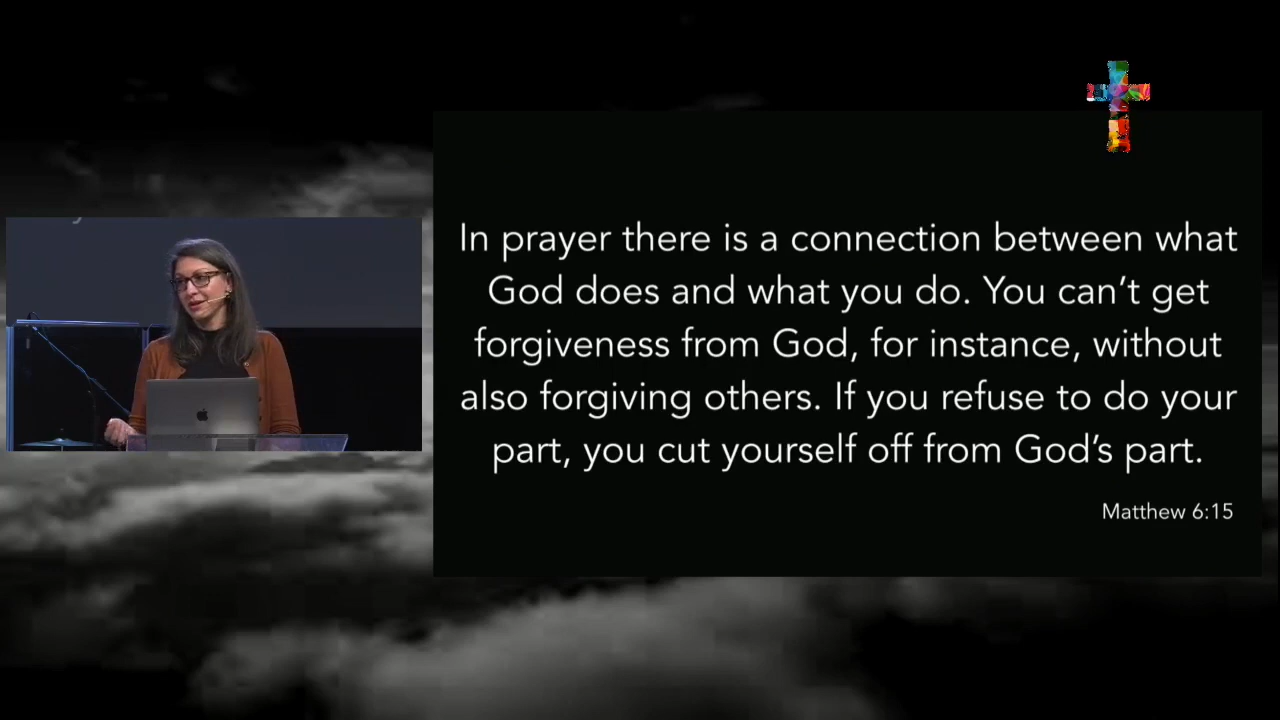 In prayer there is a connection between what
God does and what you do. You can't get
forgiveness from God, for instance, without
also forgiving others. If you refuse to do your
part, you cut yourself off from God's part.
Matthew 6:15